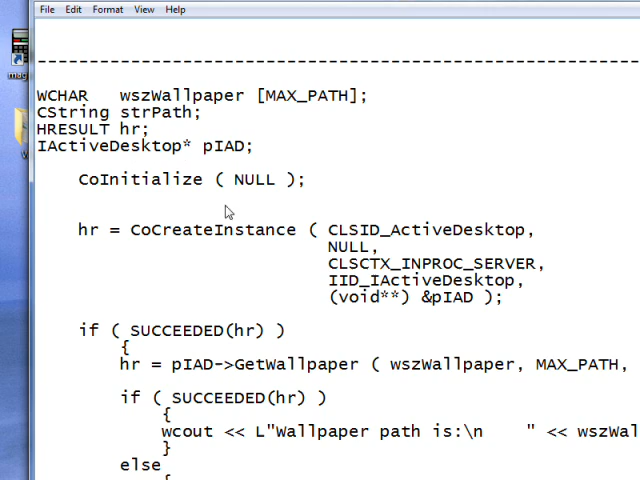 File Edit Format View Help
mag
--------------------------------------------------------------
WCHAR   wszWallpaper [MAX_PATH];
CString strPath;
HRESULT hr;
IActiveDesktop* pIAD;
    CoInitialize ( NULL );
    hr = CoCreateInstance ( CLSID_ActiveDesktop,
                            NULL,
                            CLSCTX_INPROC_SERVER,
                            IID_IActiveDesktop,
                            (void**) &pIAD );
    if ( SUCCEEDED(hr) )
        {
        hr = pIAD->GetWallpaper ( wszWallpaper, MAX_PATH,
        if ( SUCCEEDED(hr) )
            {
            wcout << L"Wallpaper path is:\n    " << wszWal
            }
        else
            {